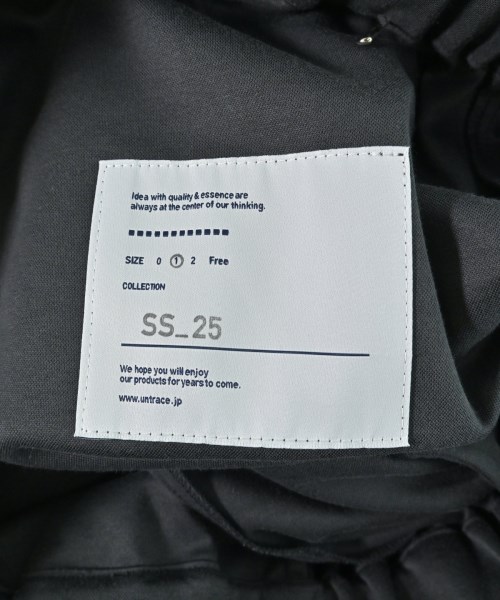 Idea with quality & essence are
always at the center of our thinking.
SIZE 0 1 2 Free
COLLECTION
SS_25
We hope you will enjoy
our products for years to come.
www.untrace.jp